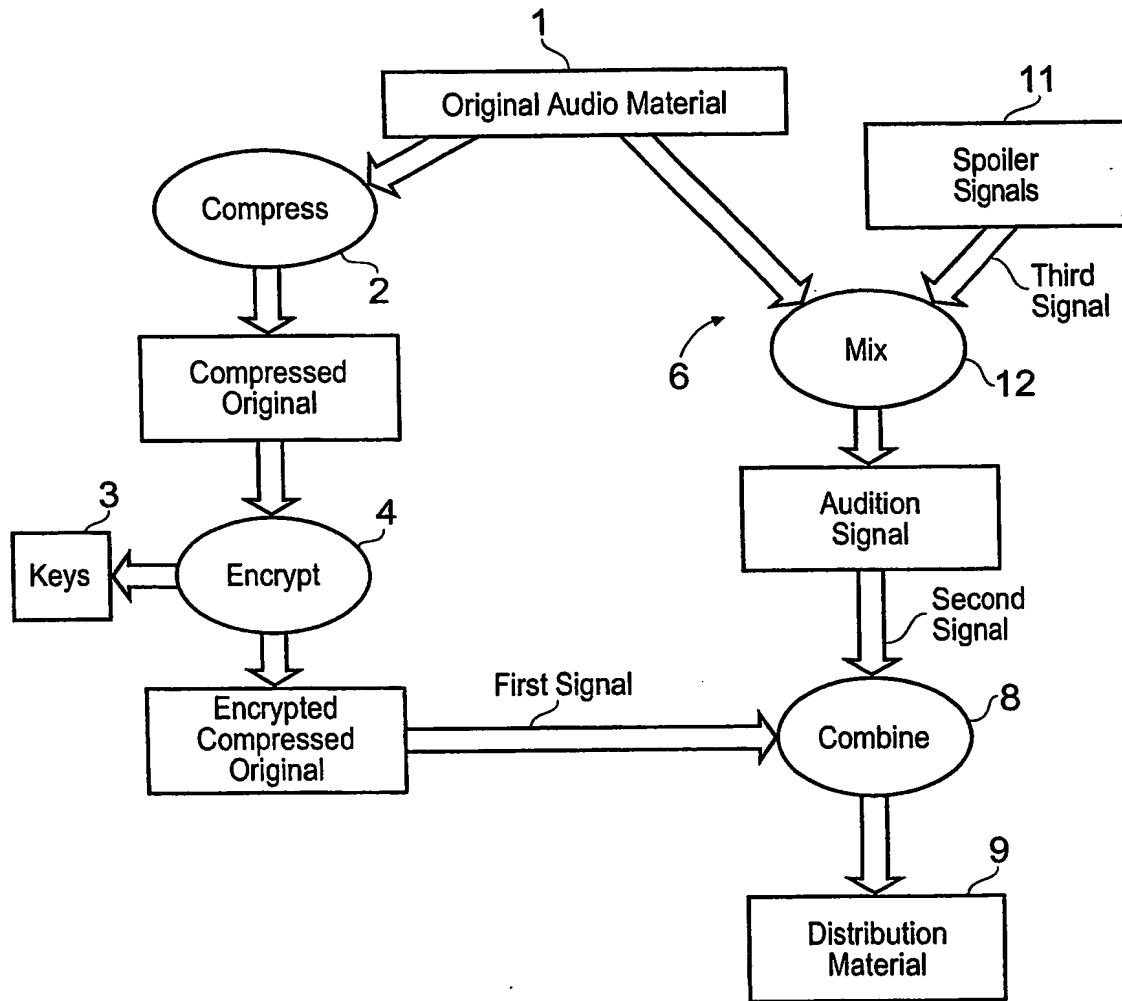 1
Original Audio Material
11
Spoiler
Signals
Compress
2
Third
Signal
6
Mix
12
Compressed
Original
3
Keys
4
Encrypt
Audition
Signal
Second
Signal
Encrypted
Compressed
Original
First Signal
8
Combine
9
Distribution
Material